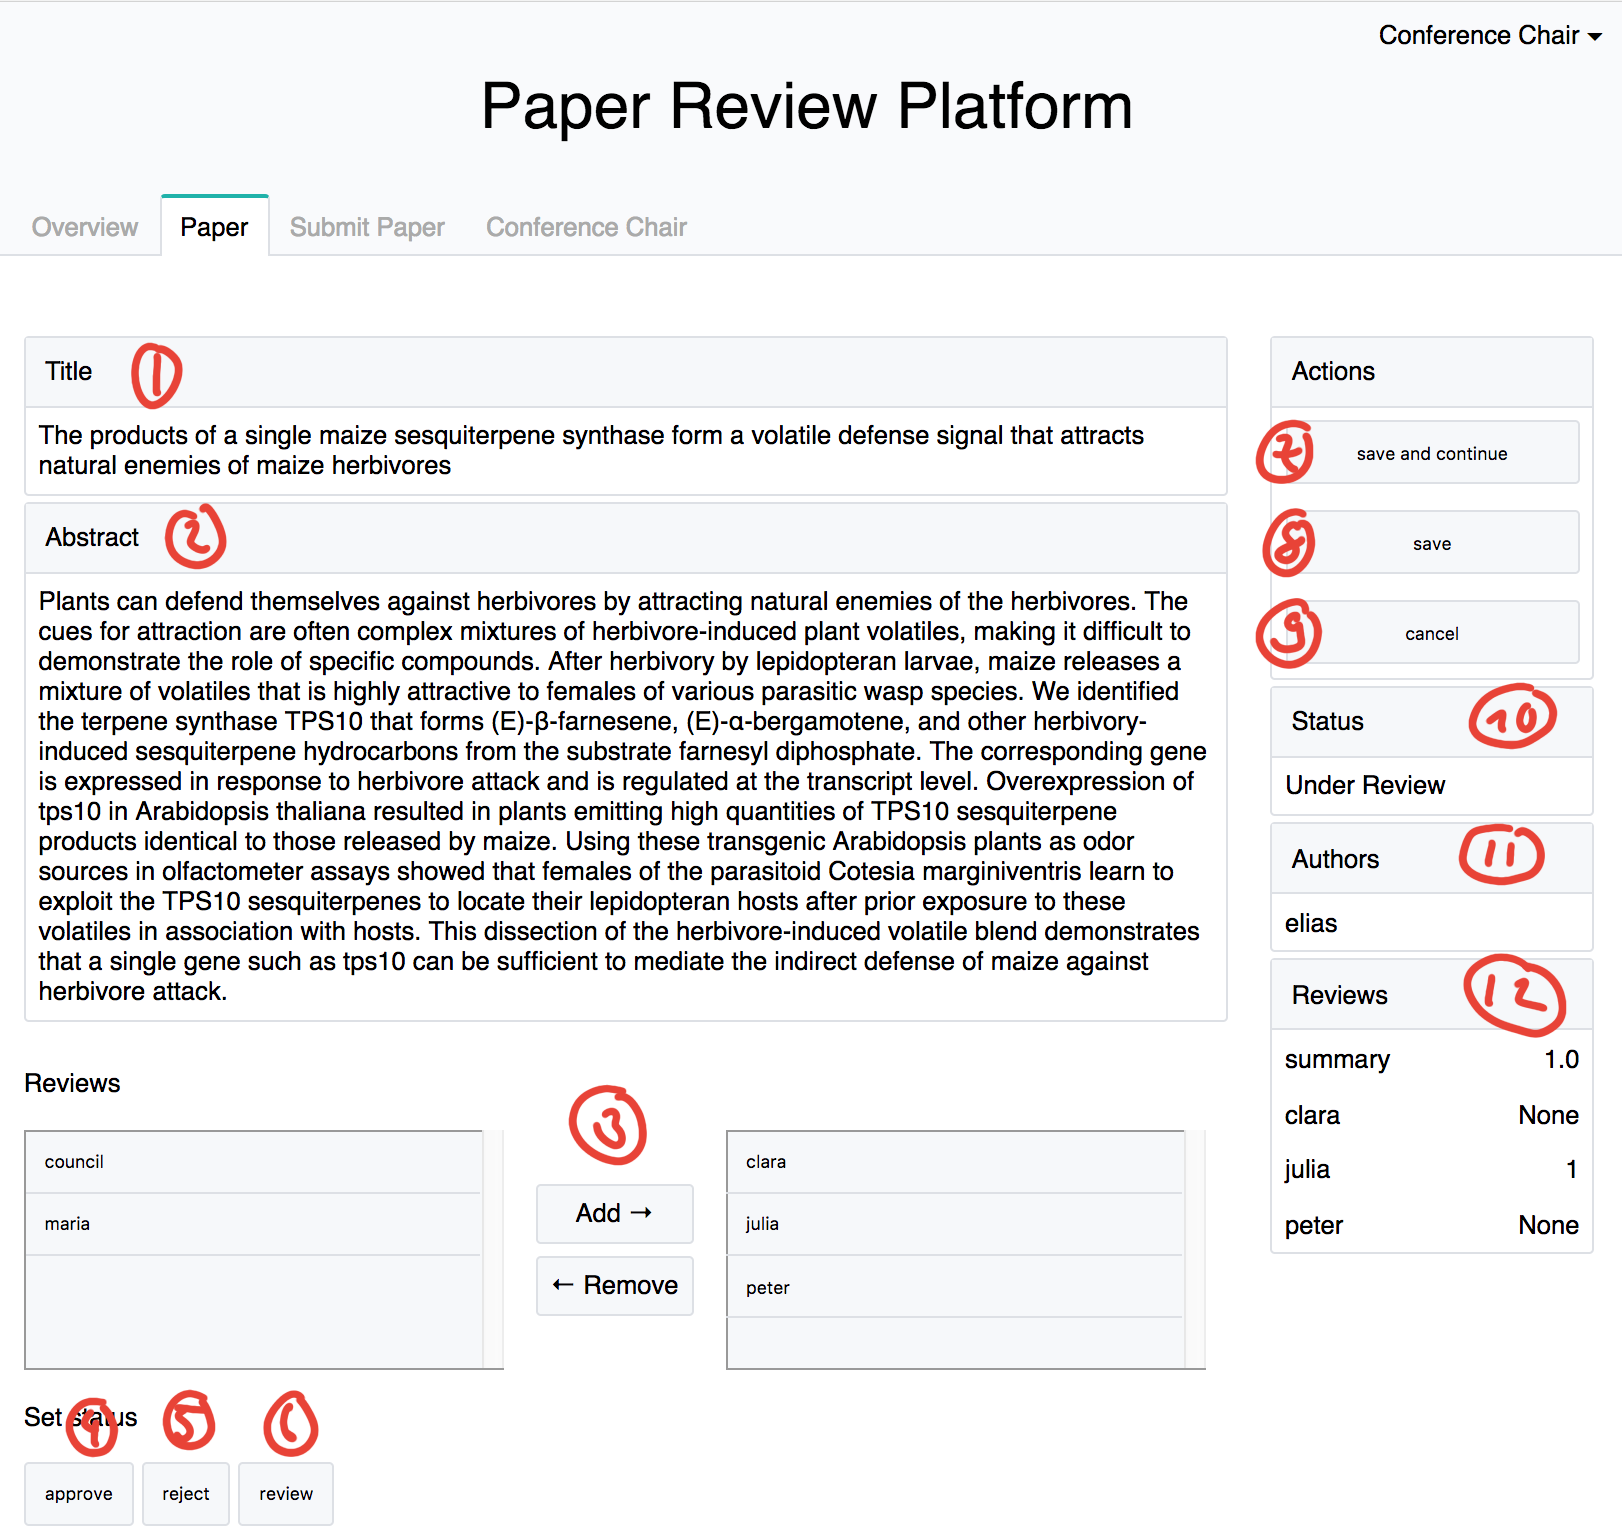 Conference Chair
Paper Review Platform
Overview Paper Submit Paper Conference Chair
Title 1
The products of a single maize sesquiterpene synthase form a volatile defense signal that attracts
natural enemies of maize herbivores
Abstract 2
Plants can defend themselves against herbivores by attracting natural enemies of the herbivores. The
cues for attraction are often complex mixtures of herbivore-induced plant volatiles, making it difficult to
demonstrate the role of specific compounds. After herbivory by lepidopteran larvae, maize releases a
mixture of volatiles that is highly attractive to females of various parasitic wasp species. We identified
the terpene synthase TPS10 that forms (E)-β-farnesene, (E)-α-bergamotene, and other herbivory-
induced sesquiterpene hydrocarbons from the substrate farnesyl diphosphate. The corresponding gene
is expressed in response to herbivore attack and is regulated at the transcript level. Overexpression of
tps10 in Arabidopsis thaliana resulted in plants emitting high quantities of TPS10 sesquiterpene
products identical to those released by maize. Using these transgenic Arabidopsis plants as odor
sources in olfactometer assays showed that females of the parasitoid Cotesia marginiventris learn to
exploit the TPS10 sesquiterpenes to locate their lepidopteran hosts after prior exposure to these
volatiles in association with hosts. This dissection of the herbivore-induced volatile blend demonstrates
that a single gene such as tps10 can be sufficient to mediate the indirect defense of maize against
herbivore attack.
Reviews
council
maria
3
Add →
← Remove
clara
julia
peter
Set status
4 5 6
approve reject review
Actions
7 save and continue
8 save
9 cancel
Status 10
Under Review
Authors 11
elias
Reviews 12
summary 1.0
clara None
julia 1
peter None